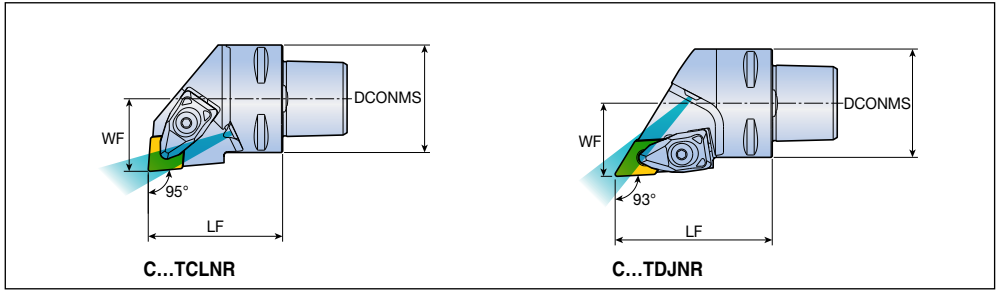 DCONMS
WF
95°
LF
C...TCLNR
DCONMS
WF
93°
LF
C...TDJNR